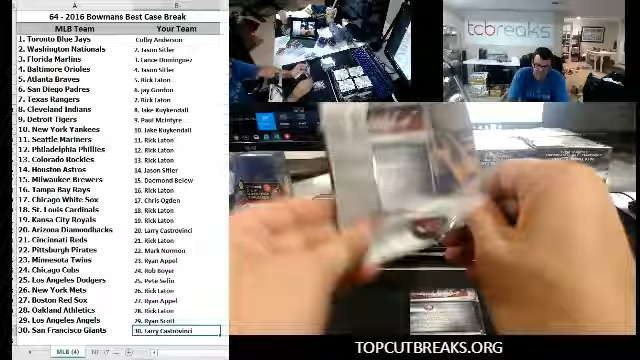 A
B
64 - 2016 Bowmans Best Case Break
MLB Team Your Team
1. Toronto Blue Jays Colby Anderson
2. Washington Nationals 2. Jason Sitler
3. Florida Marlins 3. Lance Dominguez
4. Baltimore Orioles 4. Jason Sitler
5. Atlanta Braves 5. Rick Laton
6. San Diego Padres 6. Jay Gordon
7. Texas Rangers 7. Rick Laton
8. Cleveland Indians 8. Jake Kuykendall
9. Detroit Tigers 9. Paul McIntyre
10. New York Yankees 10. Jake Kuykendall
11. Seattle Mariners 11. Rick Laton
12. Philadelphia Phillies 12. Rick Laton
13. Colorado Rockies 13. Rick Laton
14. Houston Astros 14. Jason Sitler
15. Milwaukee Brewers 15. Daemond Below
16. Tampa Bay Rays 16. Rick Laton
17. Chicago White Sox 17. Chris Ogden
18. St. Louis Cardinals 18. Rick Laton
19. Kansas City Royals 19. Rick Laton
20. Arizona Diamondbacks 20. Larry Castrovinci
21. Cincinnati Reds 21. Rick Laton
22. Pittsburgh Pirates 22. Mark Normon
23. Minnesota Twins 23. Ryan Appel
24. Chicago Cubs 24. Rob Boyer
25. Los Angeles Dodgers 25. Pete Selio
26. New York Mets 26. Rick Laton
27. Boston Red Sox 27. Ryan Appel
28. Oakland Athletics 28. Rick Laton
29. Los Angeles Angels 29. Ryan Scott
30. San Francisco Giants 30. Larry Castrovinci
MLB (4)
tcbreaks
TOPCUTBREAKS.ORG